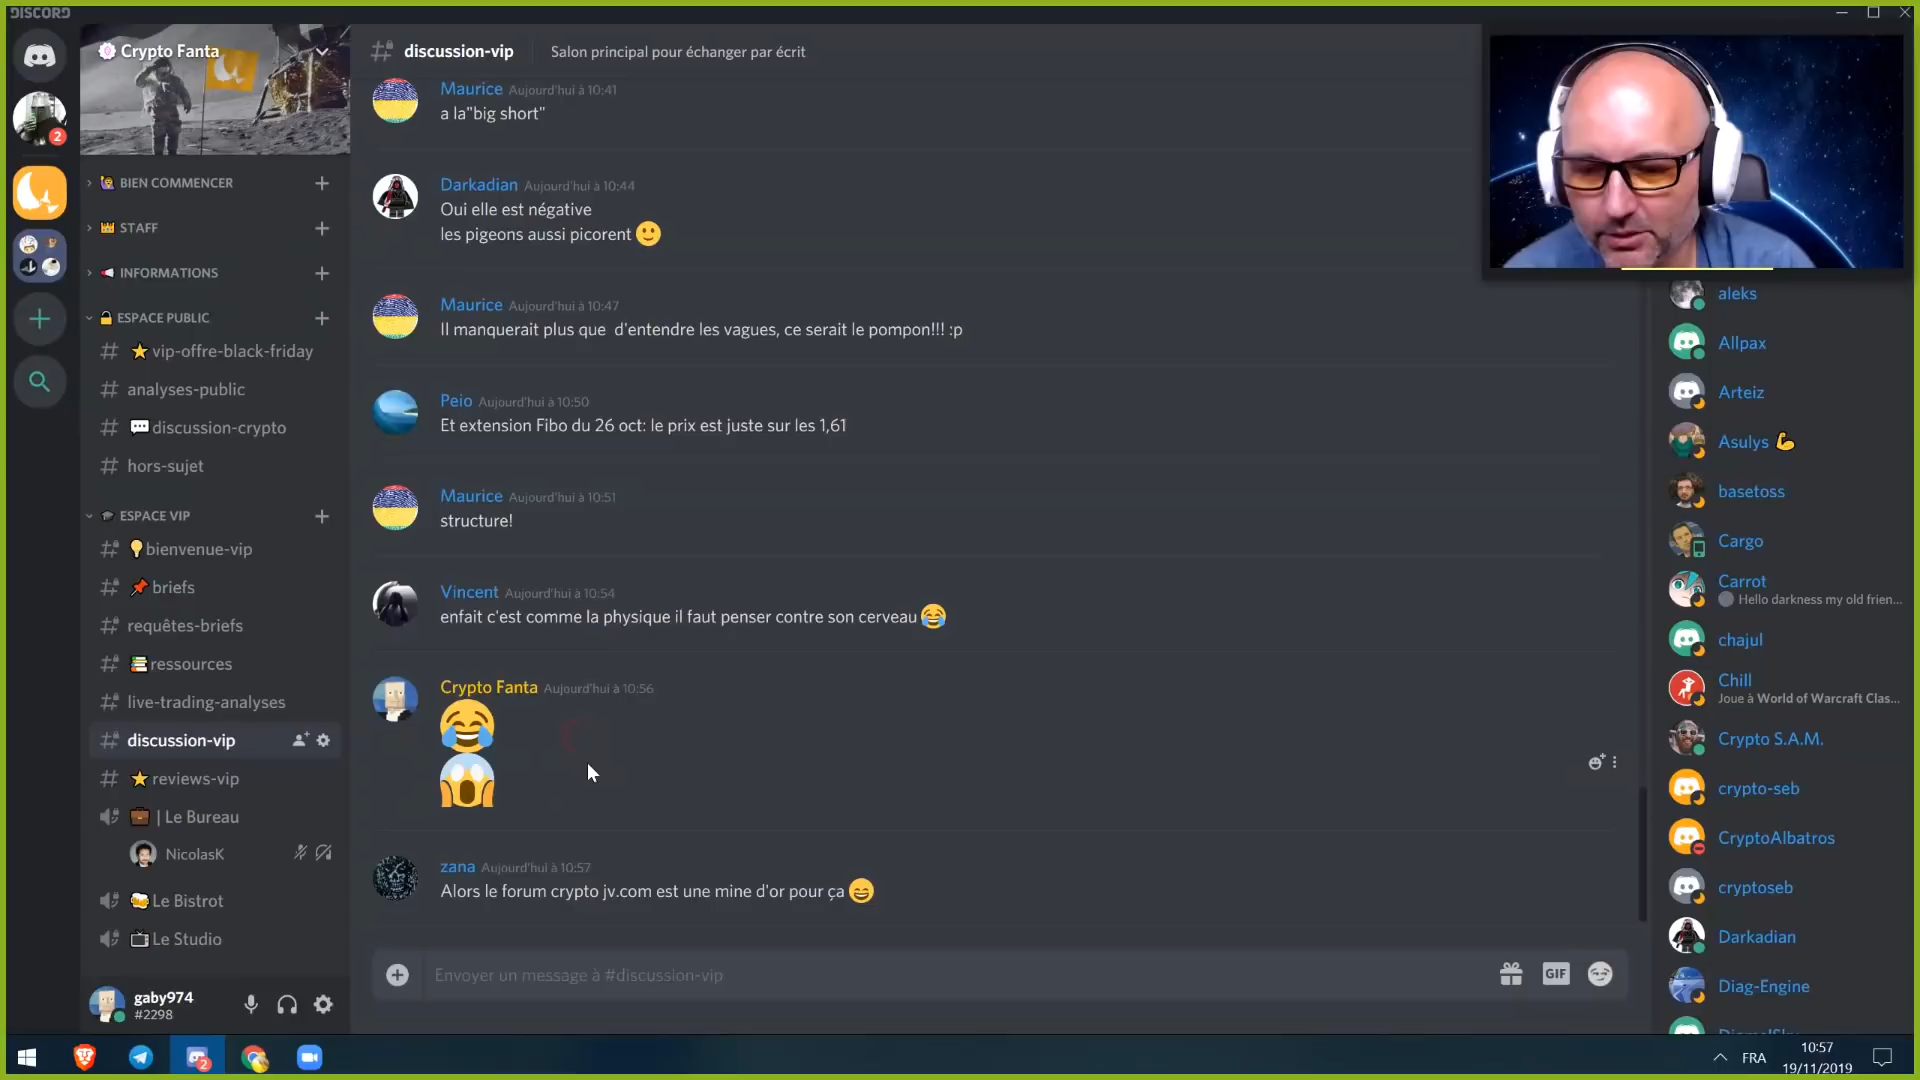 DISCORD
Crypto Fanta
BIEN COMMENCER
STAFF
INFORMATIONS
ESPACE PUBLIC
vip-offre-black-friday
analyses-public
discussion-crypto
hors-sujet
ESPACE VIP
bienvenue-vip
briefs
requêtes-briefs
ressources
live-trading-analyses
discussion-vip
reviews-vip
| Le Bureau
NicolasK
Le Bistrot
Le Studio
gaby974
#2298
2
discussion-vip
Salon principal pour échanger par écrit
Maurice Aujourd'hui à 10:41
a la"big short"
Darkadian Aujourd'hui à 10:44
Oui elle est négative
les pigeons aussi picorent
Maurice Aujourd'hui à 10:47
Il manquerait plus que d'entendre les vagues, ce serait le pompon!!! :p
Peio Aujourd'hui à 10:50
Et extension Fibo du 26 oct: le prix est juste sur les 1,61
Maurice Aujourd'hui à 10:51
structure!
Vincent Aujourd'hui à 10:54
enfait c'est comme la physique il faut penser contre son cerveau
Crypto Fanta Aujourd'hui à 10:56
zana Aujourd'hui à 10:57
Alors le forum crypto jv.com est une mine d'or pour ça
Envoyer un message à #discussion-vip
GIF
aleks
Allpax
Arteiz
Asulys
basetoss
Cargo
Carrot
Hello darkness my old frien...
chajul
Chill
Joue à World of Warcraft Clas...
Crypto S.A.M.
crypto-seb
CryptoAlbatros
cryptoseb
Darkadian
Diag-Engine
2
FRA
10:57
19/11/2019